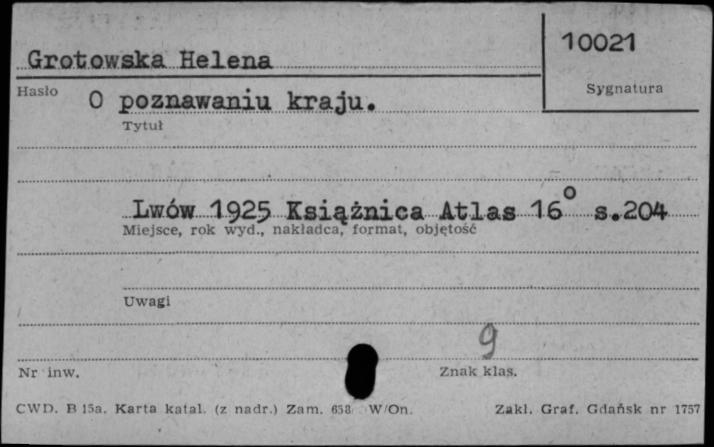 10021
Grotowska Helena
Sygnatura
Hasło
O poznawaniu kraju.
Tytuł
Lwów 1925 Książnica Atlas 16° s.204
Miejsce, rok wyd., nakładca, format, objętość
Uwagi
9
Nr inw. Znak klas.
CWD. B 15a. Karta katal. (z nadr.) Zam. 658 W/On. Zakl. Graf. Gdańsk nr 1757